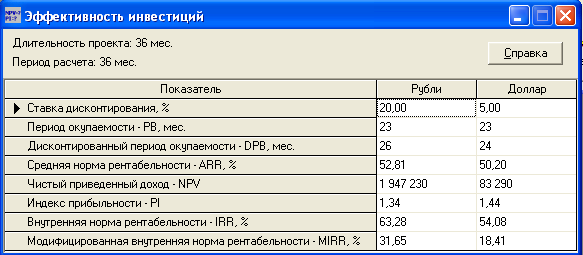 Эффективность инвестиций
Длительность проекта: 36 мес.
Период расчета: 36 мес.
Справка
Показатель Рубли Доллар
Ставка дисконтирования, % 20,00 5,00
Период окупаемости - PB, мес. 23 23
Дисконтированный период окупаемости - DPB, мес. 26 24
Средняя норма рентабельности - ARR, % 52,81 50,20
Чистый приведенный доход - NPV 1 947 230 83 290
Индекс прибыльности - PI 1,34 1,44
Внутренняя норма рентабельности - IRR, % 63,28 54,08
Модифицированная внутренняя норма рентабельности - MIRR, % 31,65 18,41